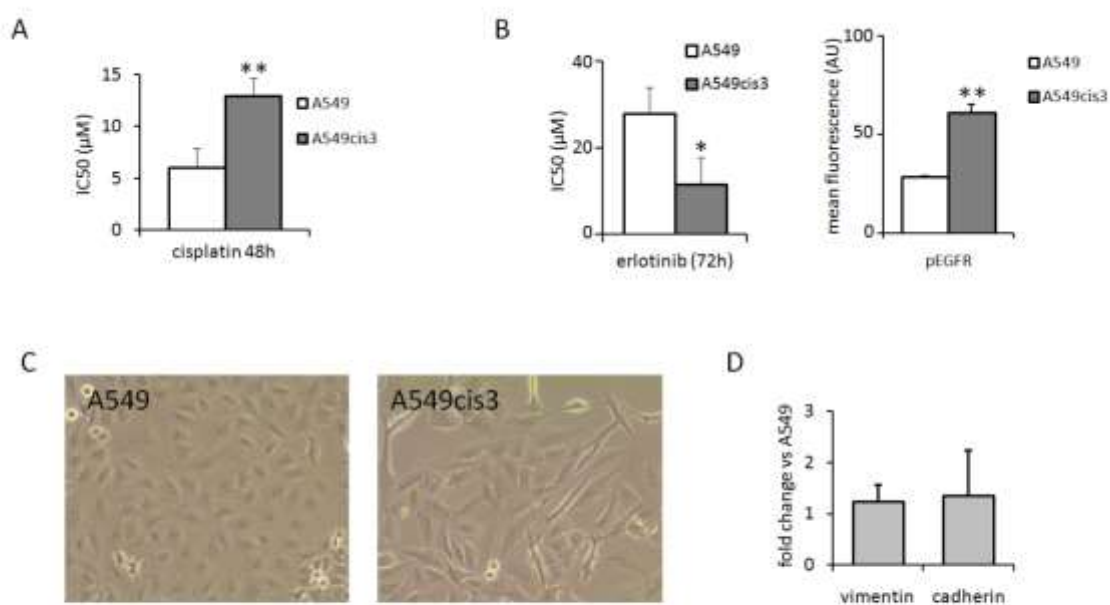 A
15
10
5
0
IC50 (µM)
**
A549
A549cis3
cisplatin 48h
B
40
20
0
IC50 (µM)
*
A549
A549cis3
erlotinib (72h)
100
50
0
mean fluorescence (AU)
**
A549
A549cis3
pEGFR
C
A549
A549cis3
D
3
2
1
0
fold change vs A549
vimentin cadherin